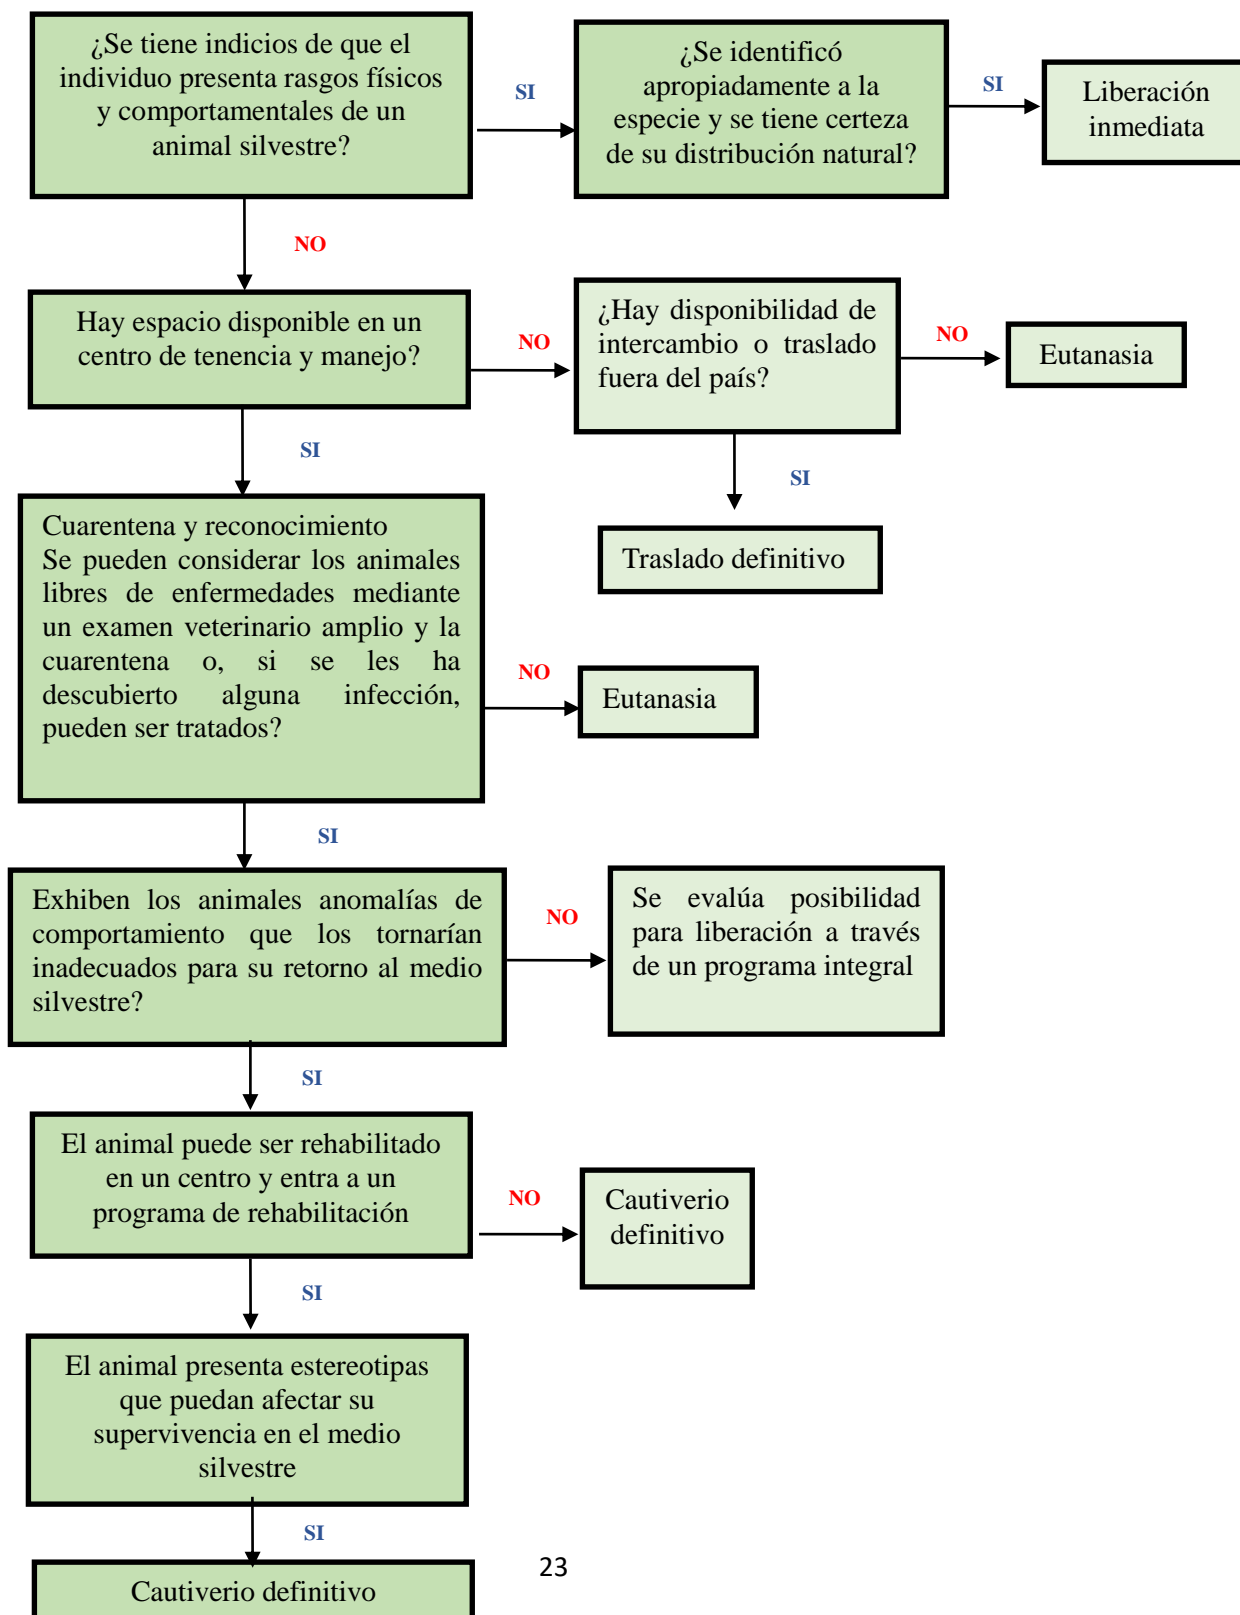 ¿Se tiene indicios de que el
individuo presenta rasgos físicos
y comportamentales de un
animal silvestre?
SI
¿Se identificó
apropiadamente a la
especie y se tiene certeza
de su distribución natural?
SI
Liberación
inmediata
NO
Hay espacio disponible en un
centro de tenencia y manejo?
NO
¿Hay disponibilidad de
intercambio o traslado
fuera del país?
NO
Eutanasia
SI
SI
Traslado definitivo
Cuarentena y reconocimiento
Se pueden considerar los animales
libres de enfermedades mediante
un examen veterinario amplio y la
cuarentena o, si se les ha
descubierto alguna infección,
pueden ser tratados?
NO
Eutanasia
SI
Exhiben los animales anomalías de
comportamiento que los tornarían
inadecuados para su retorno al medio
silvestre?
NO
Se evalúa posibilidad
para liberación a través
de un programa integral
SI
El animal puede ser rehabilitado
en un centro y entra a un
programa de rehabilitación
NO
Cautiverio
definitivo
SI
El animal presenta estereotipas
que puedan afectar su
supervivencia en el medio
silvestre
SI
Cautiverio definitivo
23